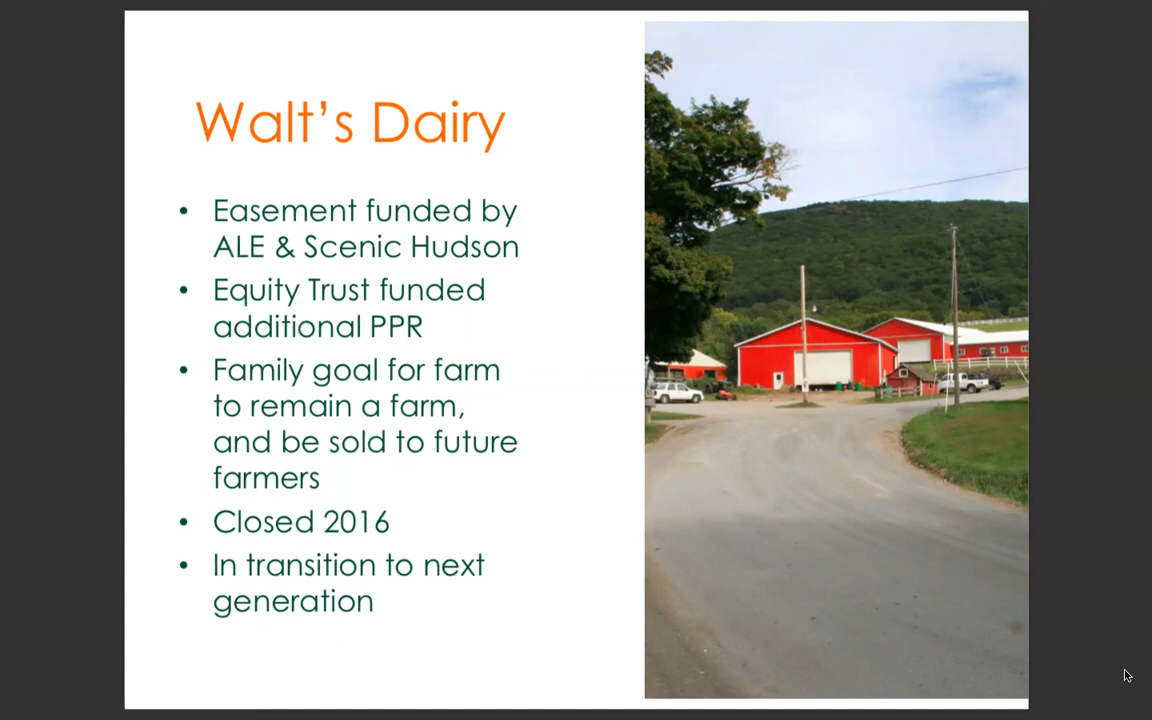 Walt’s Dairy
• Easement funded by
ALE & Scenic Hudson
• Equity Trust funded
additional PPR
• Family goal for farm
to remain a farm,
and be sold to future
farmers
• Closed 2016
• In transition to next
generation